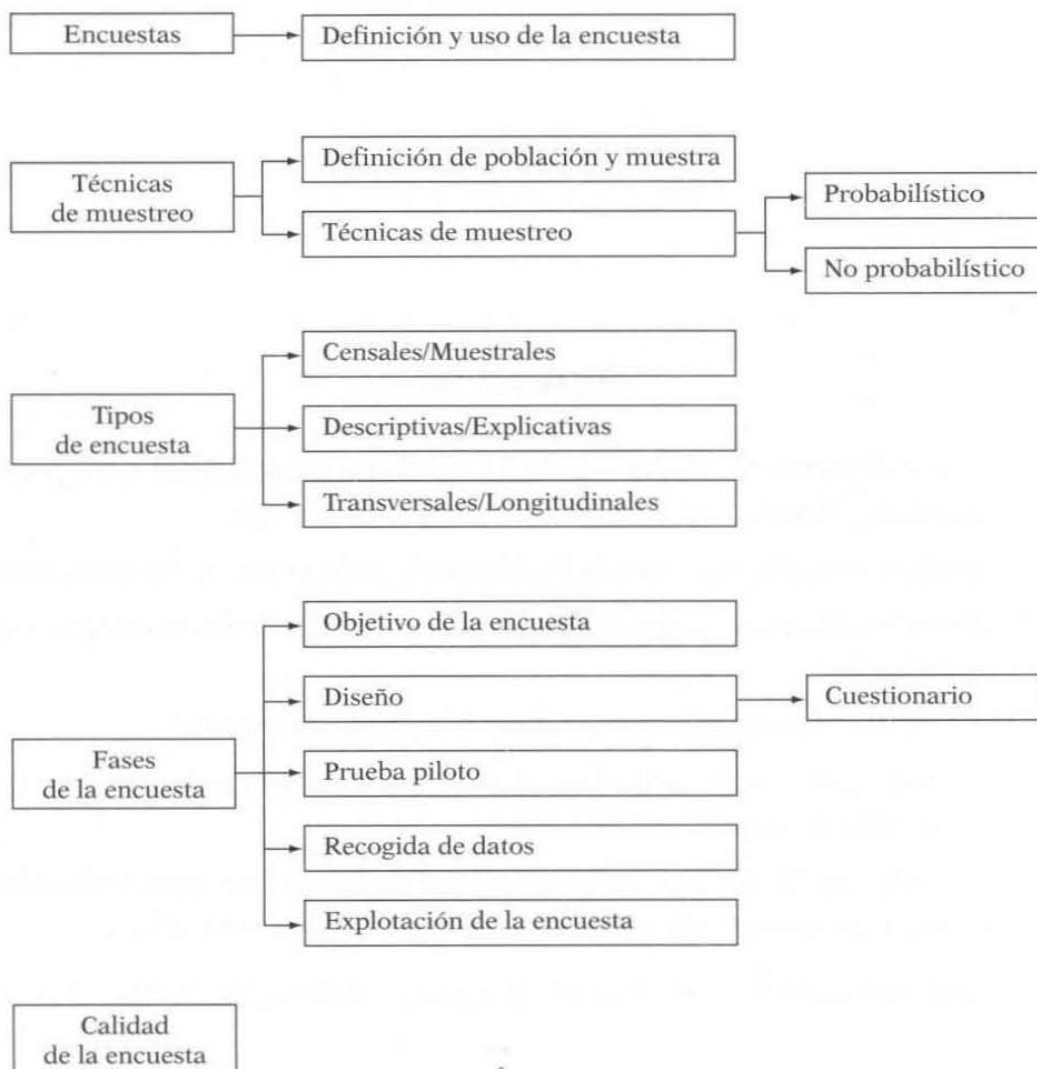 Encuestas
Definición y uso de la encuesta
Técnicas
de muestreo
Definición de población y muestra
Técnicas de muestreo
Probabilístico
No probabilístico
Tipos
de encuesta
Censales/Muestrales
Descriptivas/Explicativas
Transversales/Longitudinales
Fases
de la encuesta
Objetivo de la encuesta
Diseño
Cuestionario
Prueba piloto
Recogida de datos
Explotación de la encuesta
Calidad
de la encuesta